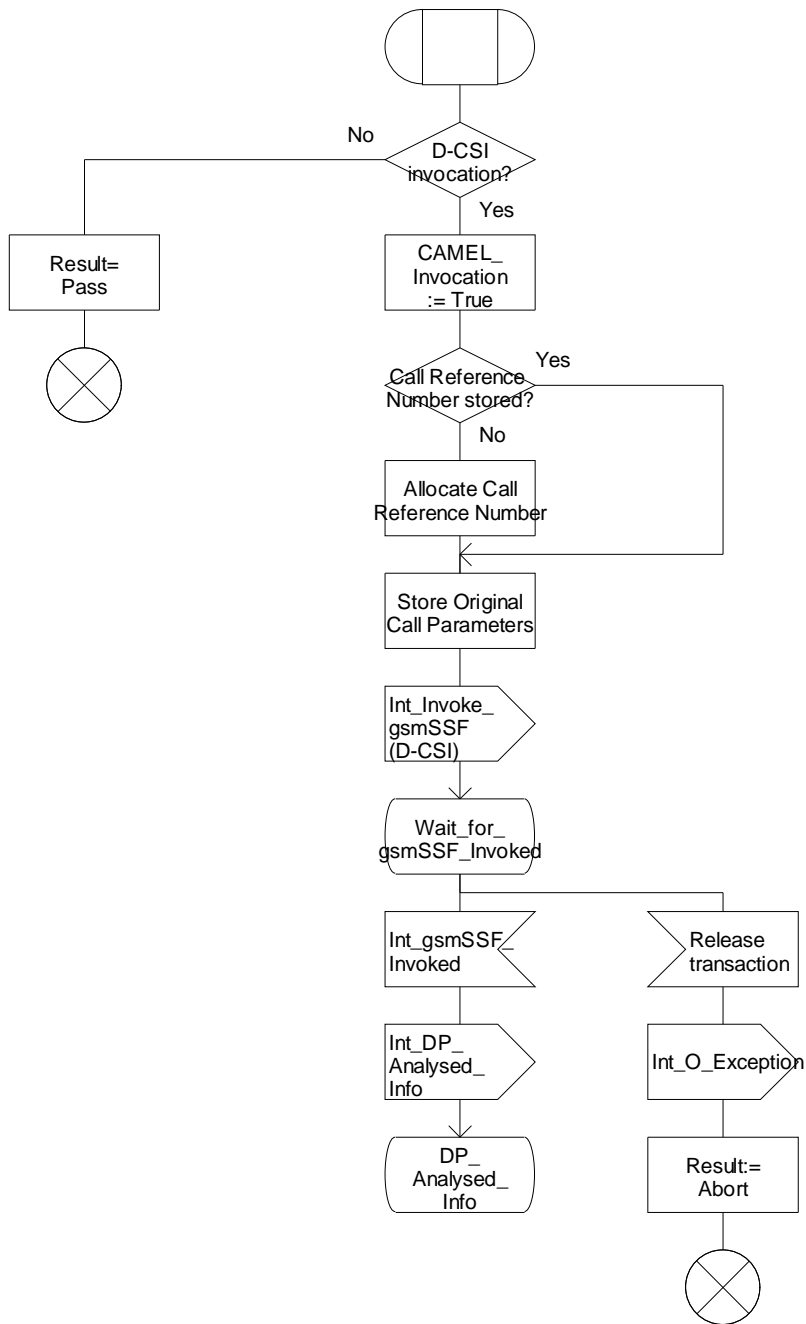 No
D-CSI
invocation?
Yes
Result=
Pass
CAMEL_
Invocation
:= True
Call Reference
Number stored?
Yes
No
Allocate Call
Reference Number
Store Original
Call Parameters
Int_Invoke_
gsmSSF
(D-CSI)
Wait_for_
gsmSSF_Invoked
Int_gsmSSF_
Invoked
Release
transaction
Int_DP_
Analysed_
Info
Int_O_Exception
DP_
Analysed_
Info
Result:=
Abort